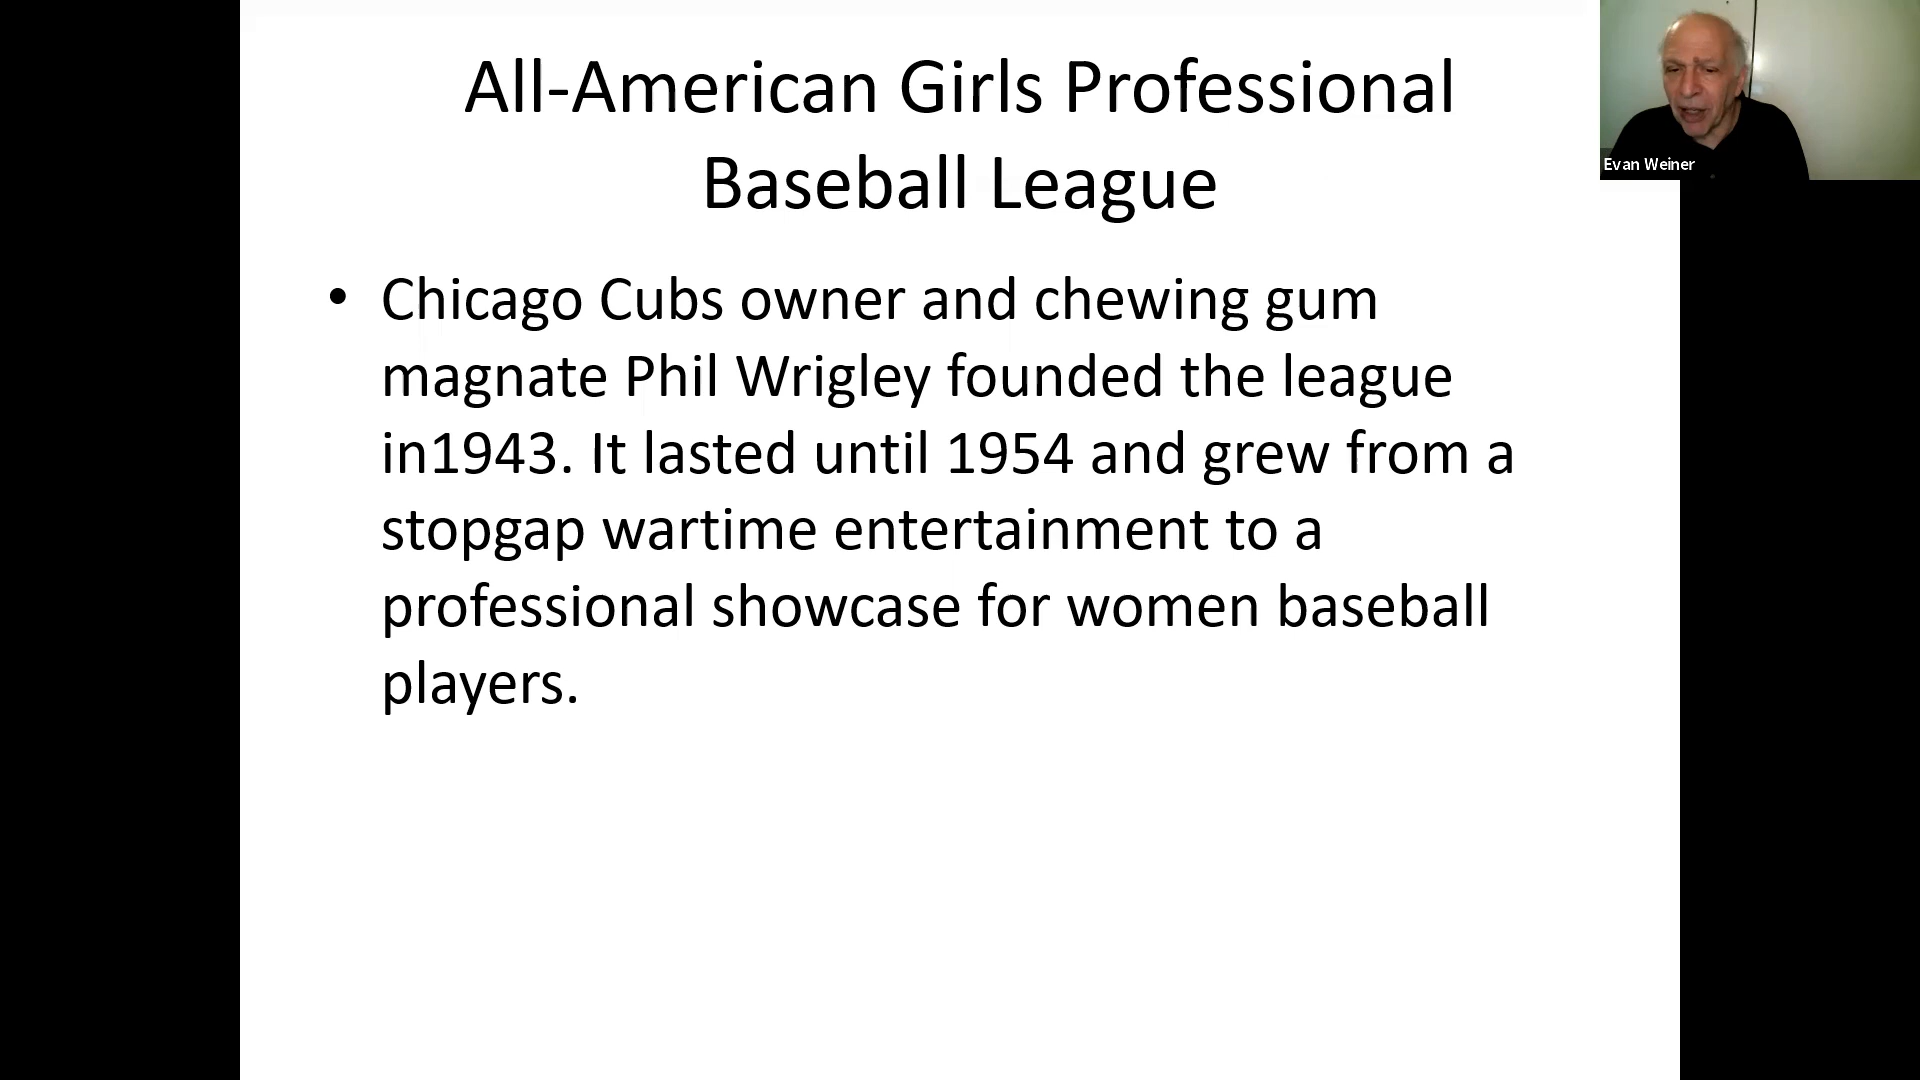 All-American Girls Professional
Baseball League
• Chicago Cubs owner and chewing gum
magnate Phil Wrigley founded the league
in1943. It lasted until 1954 and grew from a
stopgap wartime entertainment to a
professional showcase for women baseball
players.
Evan Weiner